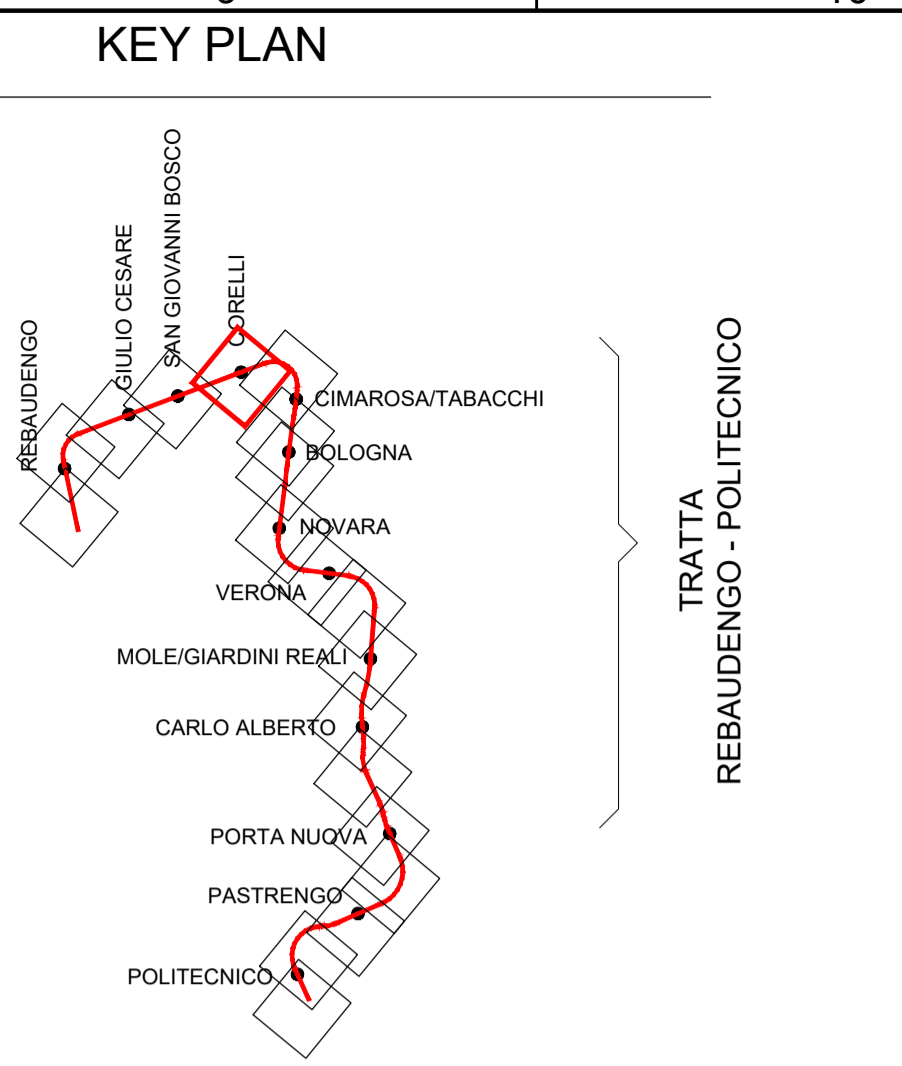 KEY PLAN
REBAUDENGO
GIULIO CESARE
SAN GIOVANNI BOSCO
CORELLI
CIMAROSA/TABACCHI
BOLOGNA
NOVARA
VERONA
MOLE/GIARDINI REALI
CARLO ALBERTO
PORTA NUOVA
PASTRENGO
POLITECNICO
TRATTA
REBAUDENGO - POLITECNICO